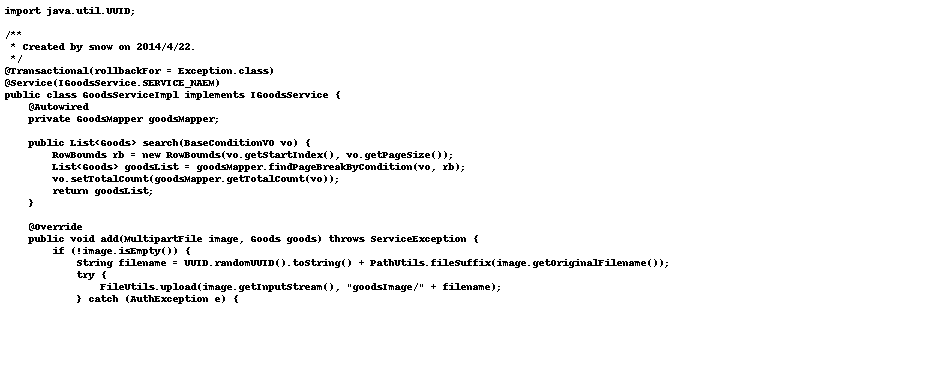 import java.util.UUID;

/**
 * Created by snow on 2014/4/22.
 */
@Transactional(rollbackFor = Exception.class)
@Service(IGoodsService.SERVICE_NAEM)
public class GoodsServiceImpl implements IGoodsService {
    @Autowired
    private GoodsMapper goodsMapper;

    public List<Goods> search(BaseConditionVO vo) {
        RowBounds rb = new RowBounds(vo.getStartIndex(), vo.getPageSize());
        List<Goods> goodsList = goodsMapper.findPageBreakByCondition(vo, rb);
        vo.setTotalCount(goodsMapper.getTotalCount(vo));
        return goodsList;
    }

    @Override
    public void add(MultipartFile image, Goods goods) throws ServiceException {
        if (!image.isEmpty()) {
            String filename = UUID.randomUUID().toString() + PathUtils.fileSuffix(image.getOriginalFilename());
            try {
                FileUtils.upload(image.getInputStream(), "goodsImage/" + filename);
            } catch (AuthException e) {